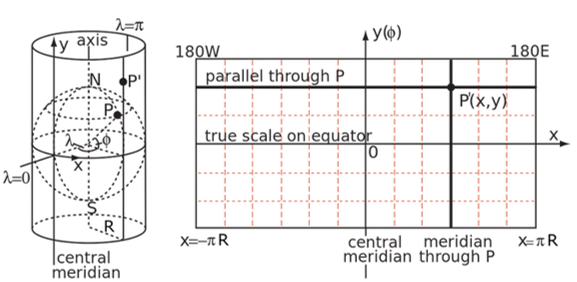 λ=π
y axis
N
P'
P
λ
ϕ
x
λ=0
S
R
central
meridian
y(ϕ)
180W
180E
parallel through P
P'(x,y)
true scale on equator
x
0
x=-πR
central
meridian
meridian
through P
x=πR